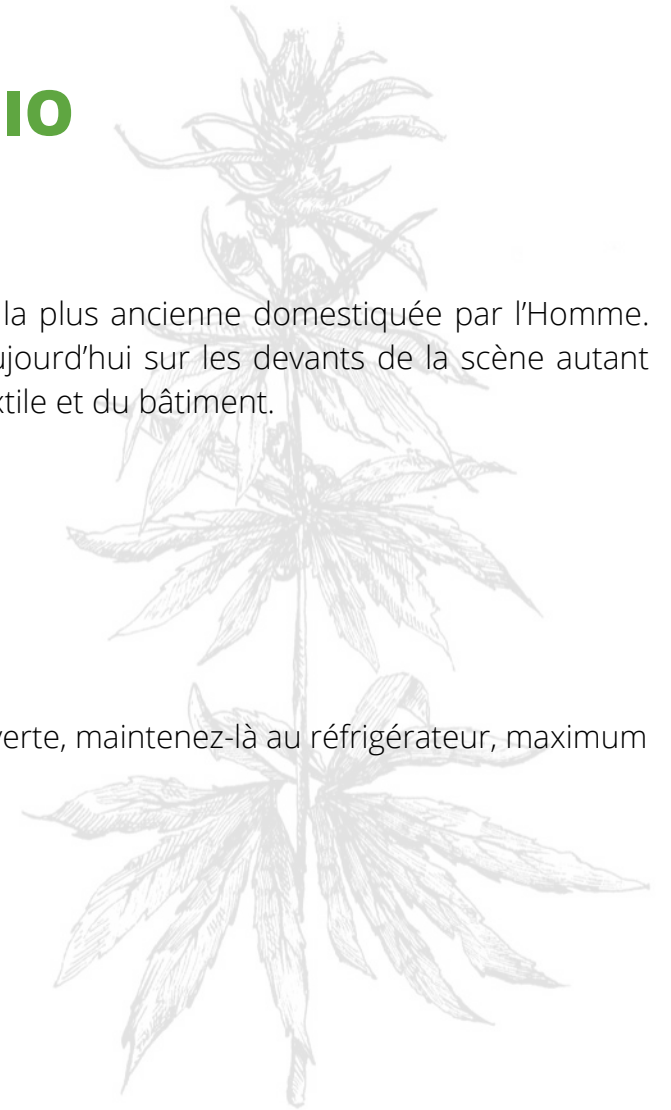 IO
la plus ancienne domestiquée par l’Homme.
ujourd’hui sur les devants de la scène autant
xtile et du bâtiment.
verte, maintenez-là au réfrigérateur, maximum